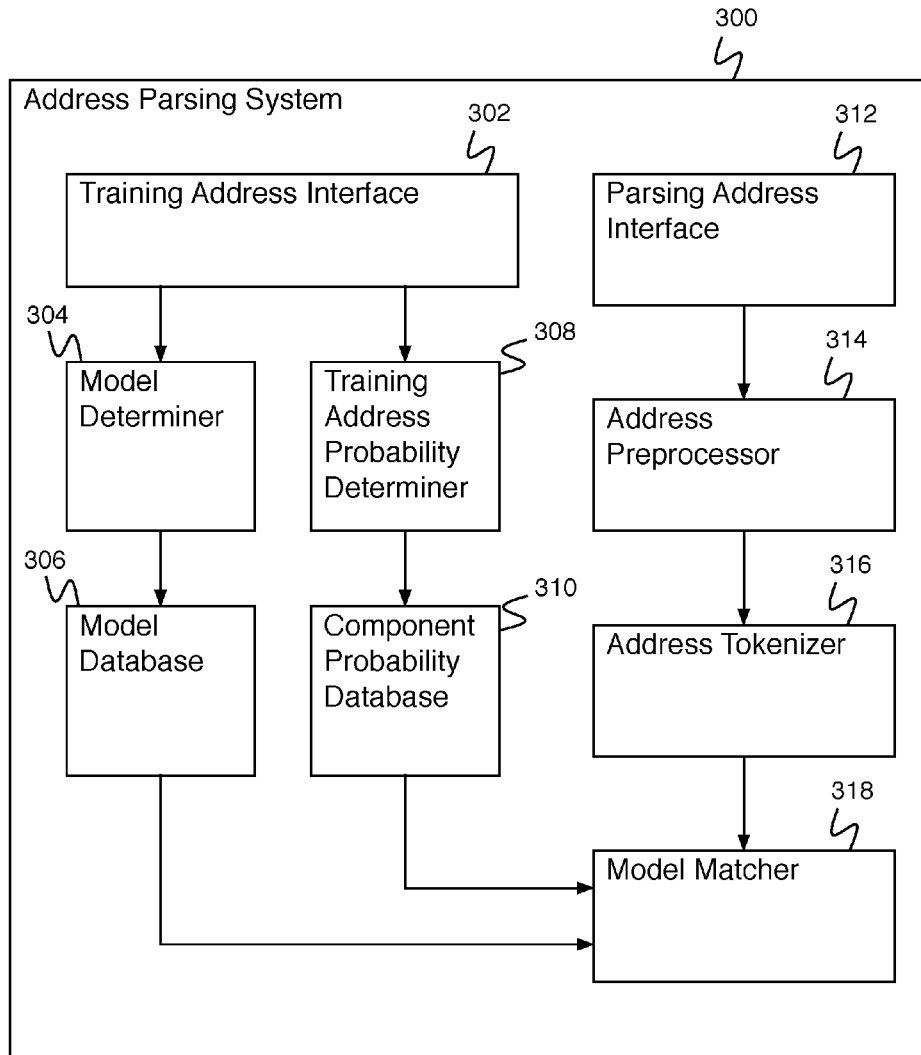 300
Address Parsing System
302
312
Training Address Interface
Parsing Address
Interface
304
308
314
Model
Determiner
Training
Address
Probability
Determiner
Address
Preprocessor
306
310
316
Model
Database
Component
Probability
Database
Address Tokenizer
318
Model Matcher